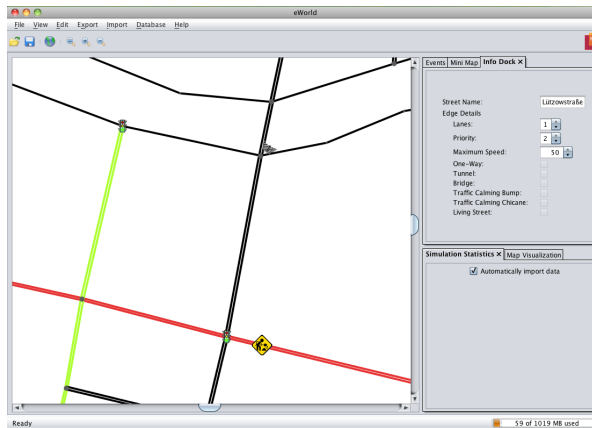 eWorld
File View Edit Export Import Database Help
Events Mini Map Info Dock ×
Street Name: Lützowstraße
Edge Details
Lanes: 1
Priority: 2
Maximum Speed: 50
One-Way:
Tunnel:
Bridge:
Traffic Calming Bump:
Traffic Calming Chicane:
Living Street:
Simulation Statistics × Map Visualization
Automatically import data
Ready 59 of 1019 MB used